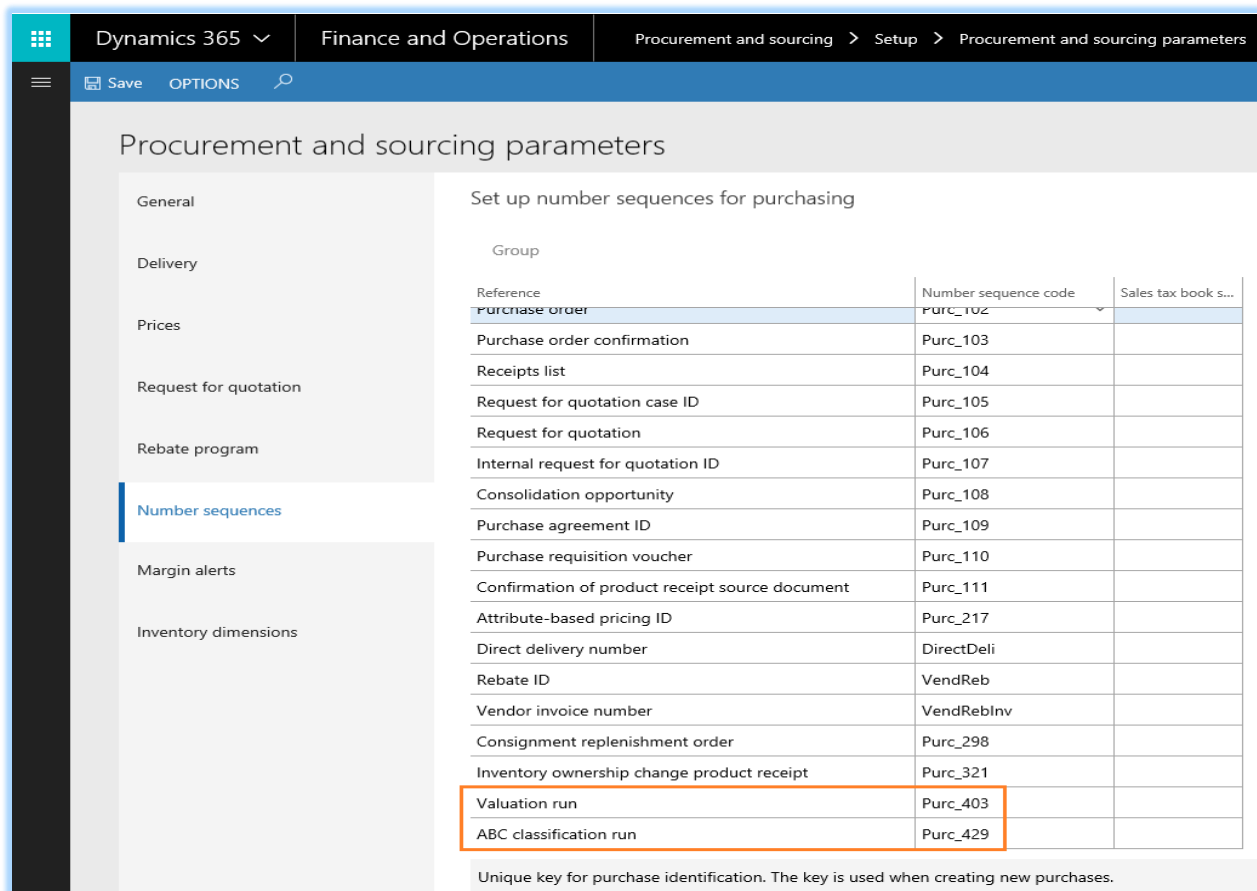 Dynamics 365 Finance and Operations Procurement and sourcing > Setup > Procurement and sourcing parameters
Save OPTIONS
Procurement and sourcing parameters
General
Delivery
Prices
Request for quotation
Rebate program
Number sequences
Margin alerts
Inventory dimensions
Set up number sequences for purchasing
Group
Reference Number sequence code Sales tax book s...
Purchase order Purc_102
Purchase order confirmation Purc_103
Receipts list Purc_104
Request for quotation case ID Purc_105
Request for quotation Purc_106
Internal request for quotation ID Purc_107
Consolidation opportunity Purc_108
Purchase agreement ID Purc_109
Purchase requisition voucher Purc_110
Confirmation of product receipt source document Purc_111
Attribute-based pricing ID Purc_217
Direct delivery number DirectDeli
Rebate ID VendReb
Vendor invoice number VendRebInv
Consignment replenishment order Purc_298
Inventory ownership change product receipt Purc_321
Valuation run Purc_403
ABC classification run Purc_429
Unique key for purchase identification. The key is used when creating new purchases.